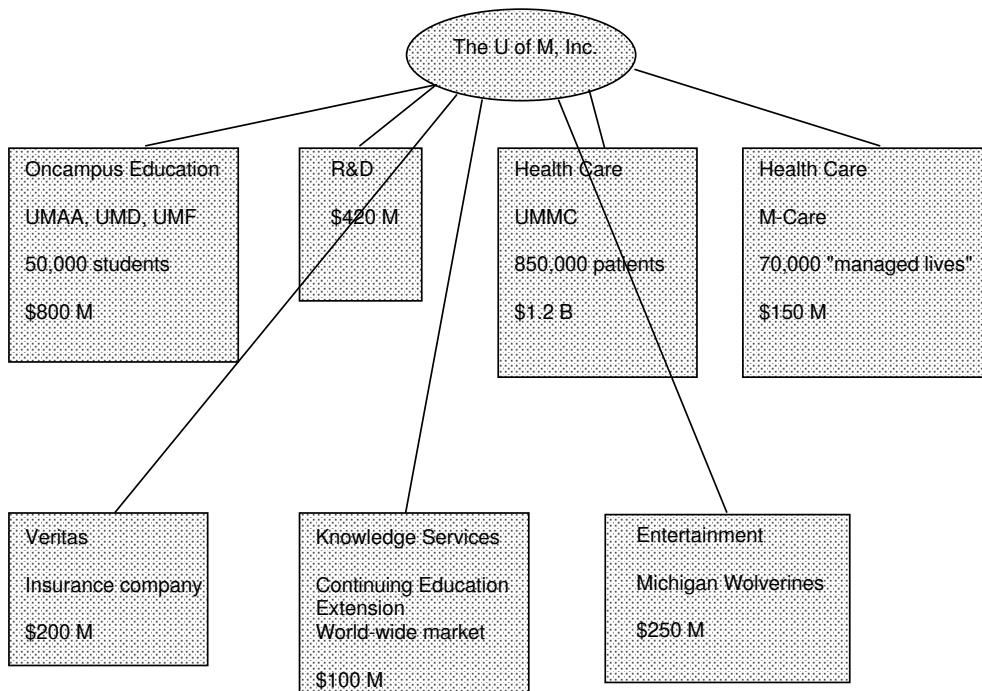 The U of M, Inc.
Oncampus Education
UMAA, UMD, UMF
50,000 students
$800 M
R&D
$420 M
Health Care
UMMC
850,000 patients
$1.2 B
Health Care
M-Care
70,000 "managed lives"
$150 M
Veritas
Insurance company
$200 M
Knowledge Services
Continuing Education
Extension
World-wide market
$100 M
Entertainment
Michigan Wolverines
$250 M